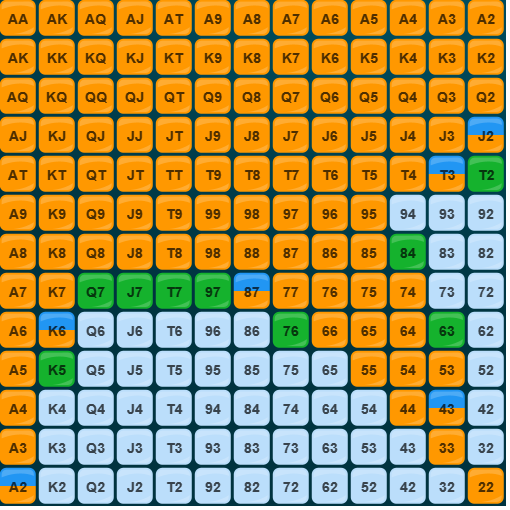 AA AK AQ AJ AT A9 A8 A7 A6 A5 A4 A3 A2
AK KK KQ KJ KT K9 K8 K7 K6 K5 K4 K3 K2
AQ KQ QQ QJ QT Q9 Q8 Q7 Q6 Q5 Q4 Q3 Q2
AJ KJ QJ JJ JT J9 J8 J7 J6 J5 J4 J3 J2
AT KT QT JT TT T9 T8 T7 T6 T5 T4 T3 T2
A9 K9 Q9 J9 T9 99 98 97 96 95 94 93 92
A8 K8 Q8 J8 T8 98 88 87 86 85 84 83 82
A7 K7 Q7 J7 T7 97 87 77 76 75 74 73 72
A6 K6 Q6 J6 T6 96 86 76 66 65 64 63 62
A5 K5 Q5 J5 T5 95 85 75 65 55 54 53 52
A4 K4 Q4 J4 T4 94 84 74 64 54 44 43 42
A3 K3 Q3 J3 T3 93 83 73 63 53 43 33 32
A2 K2 Q2 J2 T2 92 82 72 62 52 42 32 22